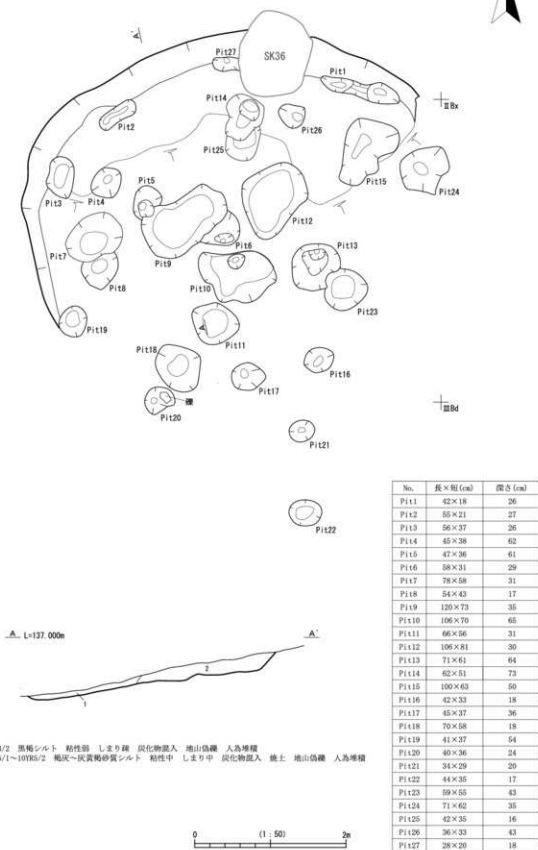 A'
Pit27
SK36
Pit1
ⅡBx
Pit14
Pit2
Pit26
Pit25
Pit15
Pit24
Pit3
Pit4
Pit5
Pit12
Pit7
Pit9
Pit6
Pit13
Pit8
Pit10
Pit23
Pit19
A
Pit11
Pit18
Pit16
礫
Pit17
Pit20
ⅢBd
Pit21
Pit22
A L=137.000m A'
2
1
/2 黒褐シルト 粘性弱 しまり疎 炭化物混入 地山偽礫 人為堆積
/1~10YR5/2 褐灰~灰黄褐砂質シルト 粘性中 しまり中 炭化物混入 焼土 地山偽礫 人為堆積
0 (1:50) 2m
No. 長×短(cm) 深さ(cm)
Pit1 42×18 26
Pit2 55×21 27
Pit3 56×37 26
Pit4 45×38 62
Pit5 47×36 61
Pit6 58×31 29
Pit7 78×58 31
Pit8 54×43 17
Pit9 120×73 35
Pit10 106×70 65
Pit11 66×56 31
Pit12 106×81 30
Pit13 71×61 64
Pit14 62×51 73
Pit15 100×63 50
Pit16 42×33 18
Pit17 45×37 36
Pit18 70×58 18
Pit19 41×37 54
Pit20 40×36 24
Pit21 34×29 20
Pit22 44×35 17
Pit23 59×55 43
Pit24 71×62 35
Pit25 42×35 16
Pit26 36×33 43
Pit27 28×20 18